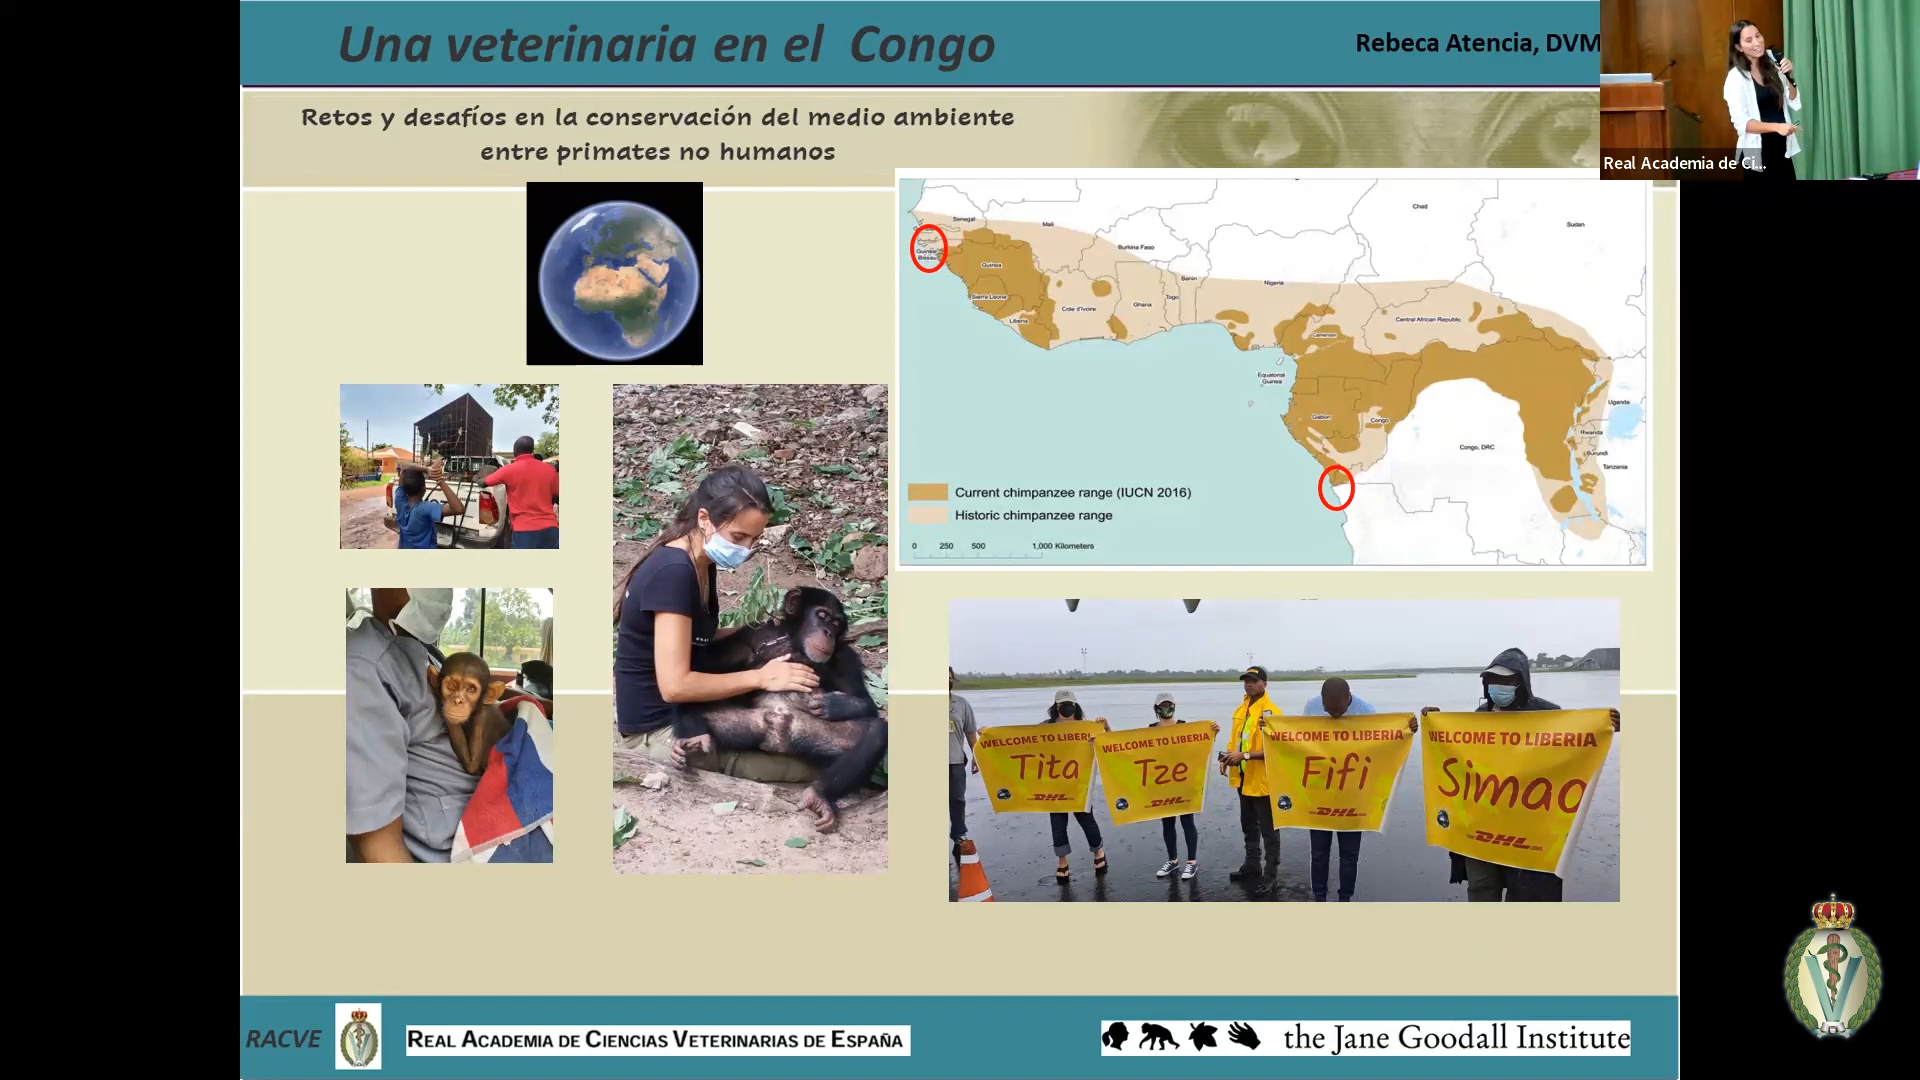 Una veterinaria en el Congo
Rebeca Atencia, DVM
Real Academia de Ci...
Retos y desafíos en la conservación del medio ambiente
entre primates no humanos
Senegal
Mali
Chad
Sudan
Burkina Faso
Guinea
Bissau
Guinea
Benin
Nigeria
Sierra Leone
Togo
Ghana
Cote d'Ivoire
Liberia
Central African Republic
Cameroon
Equatorial
Guinea
Uganda
Gabon
Congo
Rwanda
Congo, DRC
Burundi
Tanzania
Current chimpanzee range (IUCN 2016)
Historic chimpanzee range
0 250 500 1,000 Kilometers
WELCOME TO LIBERI
Tita
DHL
WELCOME TO LIBERIA
Tze
DHL
WELCOME TO LIBERIA
Fifi
DHL
WELCOME TO LIBERIA
Simao
DHL
RACVE
REAL ACADEMIA DE CIENCIAS VETERINARIAS DE ESPAÑA
the Jane Goodall Institute
V